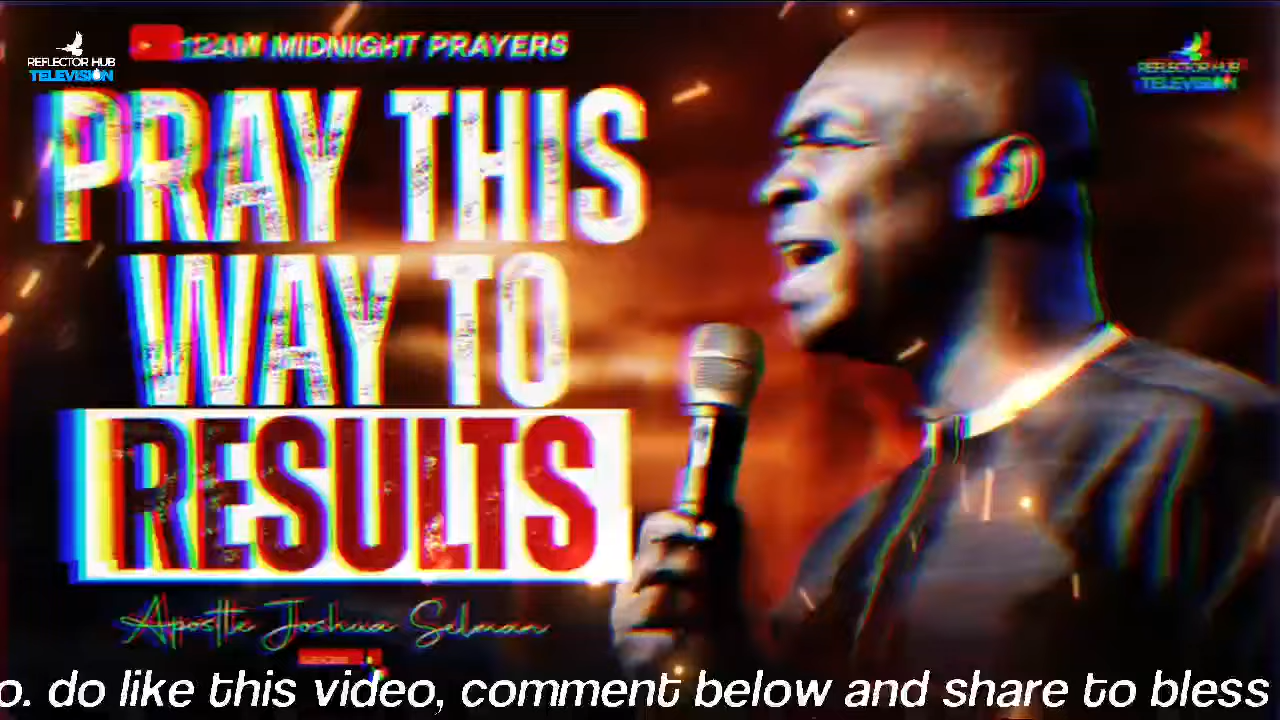 REFLECTOR HUB
TELEVISION
12AM MIDNIGHT PRAYERS
REFLECTOR HUB
TELEVISION
PRAY THIS
WAY TO
RESULTS
Apostle Joshua Selman
o. do like this video, comment below and share to bless